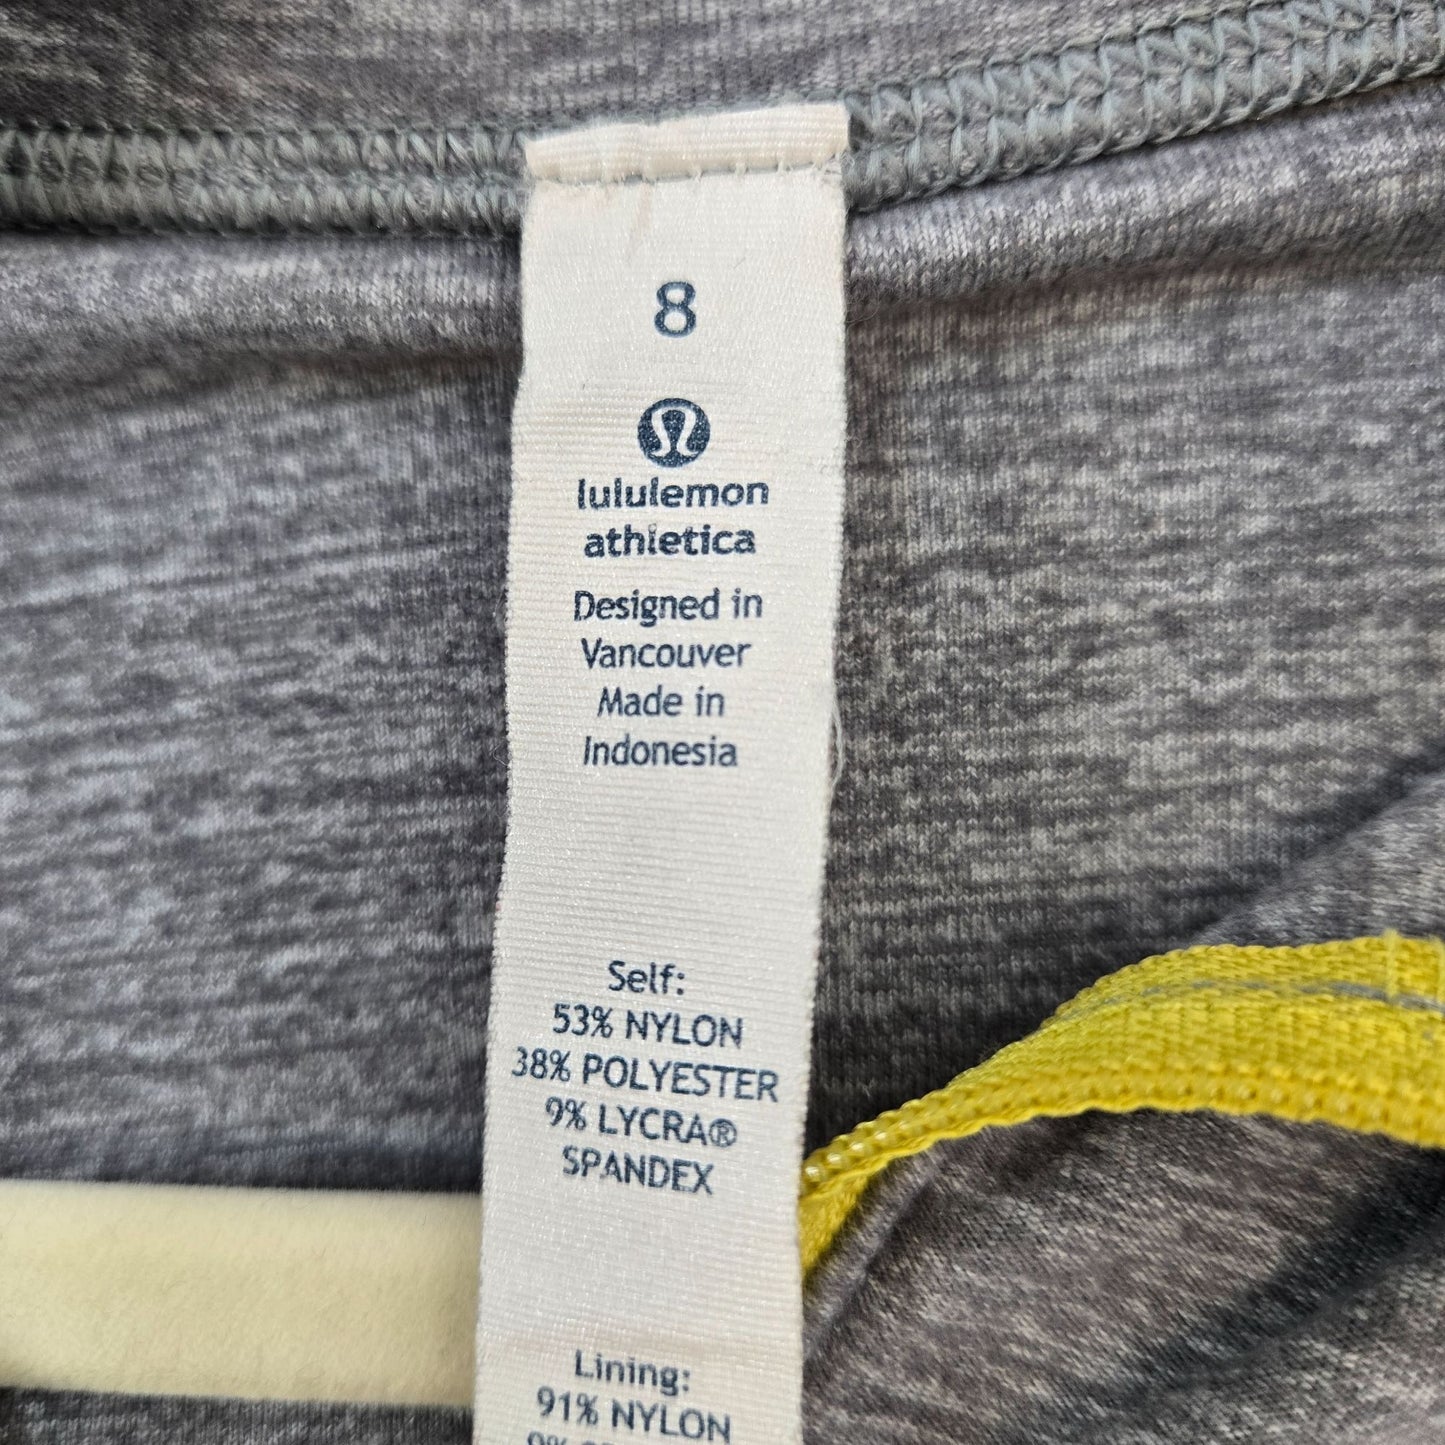 8
lululemon
athletica
Designed in
Vancouver
Made in
Indonesia
Self:
53% NYLON
38% POLYESTER
9% LYCRA®
SPANDEX
Lining:
91% NYLON